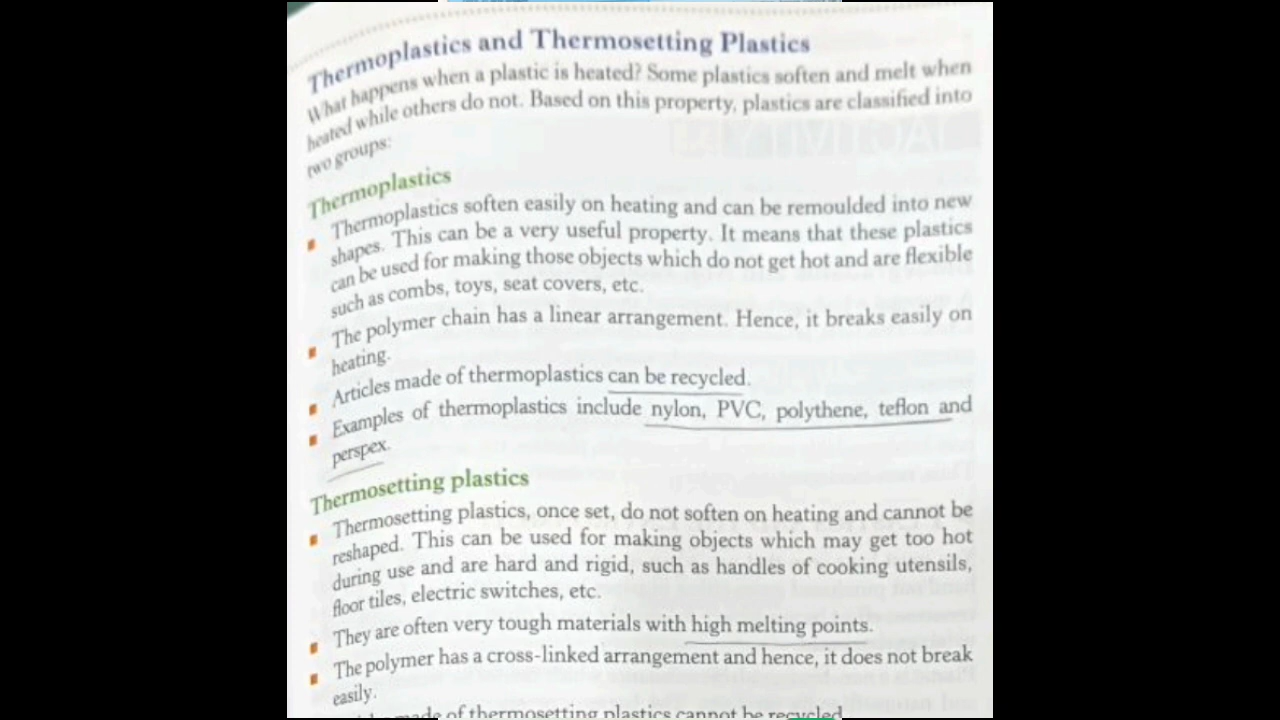 Thermoplastics and Thermosetting Plastics
What happens when a plastic is heated? Some plastics soften and melt when
heated while others do not. Based on this property, plastics are classified into
two groups:
Thermoplastics
Thermoplastics soften easily on heating and can be remoulded into new
shapes. This can be a very useful property. It means that these plastics
can be used for making those objects which do not get hot and are flexible
such as combs, toys, seat covers, etc.
The polymer chain has a linear arrangement. Hence, it breaks easily on
heating.
Articles made of thermoplastics can be recycled.
Examples of thermoplastics include nylon, PVC, polythene, teflon and
perspex.
Thermosetting plastics
Thermosetting plastics, once set, do not soften on heating and cannot be
reshaped. This can be used for making objects which may get too hot
during use and are hard and rigid, such as handles of cooking utensils,
floor tiles, electric switches, etc.
They are often very tough materials with high melting points.
The polymer has a cross-linked arrangement and hence, it does not break
easily.
made of thermosetting plastics cannot be recycled